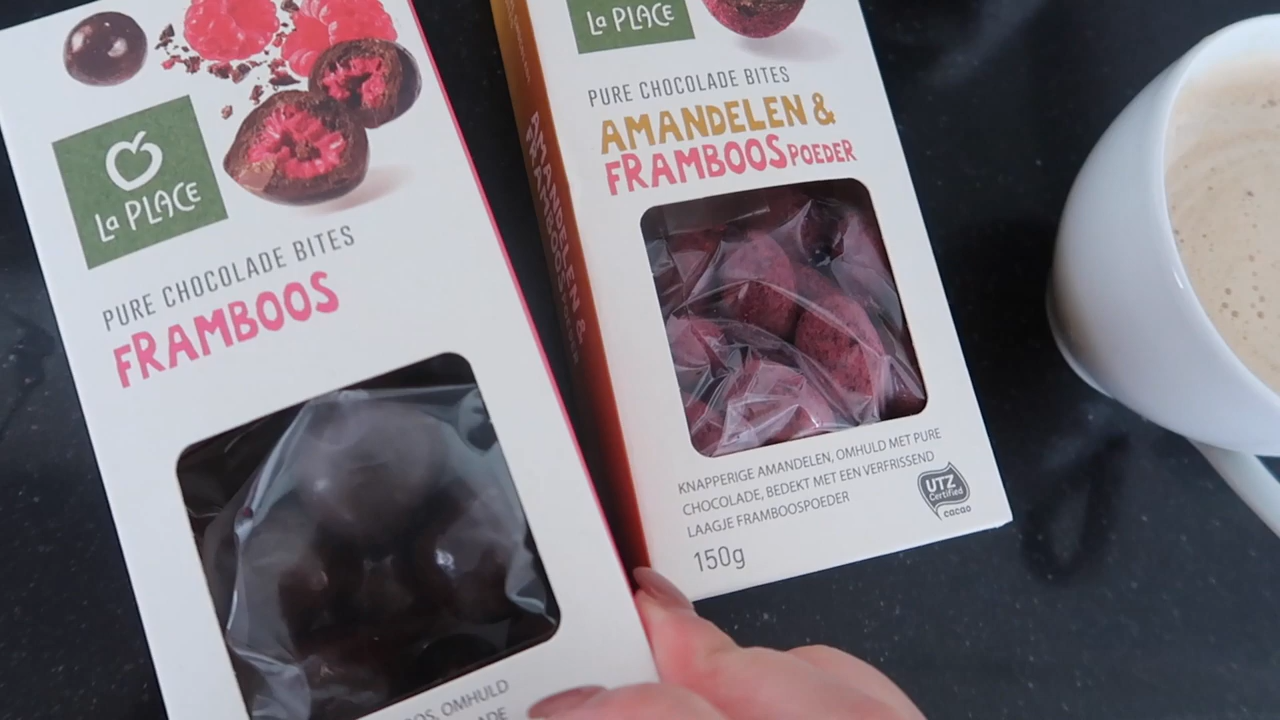 La PLACE
PURE CHOCOLADE BITES
FRAMBOOS
OMHULD
La PLACE
PURE CHOCOLADE BITES
AMANDELEN &
FRAMBOOSPOEDER
KNAPPERIGE AMANDELEN, OMHULD MET PURE
CHOCOLADE, BEDEKT MET EEN VERFRISSEND
LAAGJE FRAMBOOSPOEDER
150g
UTZ
Certified
cacao
AMANDELEN &